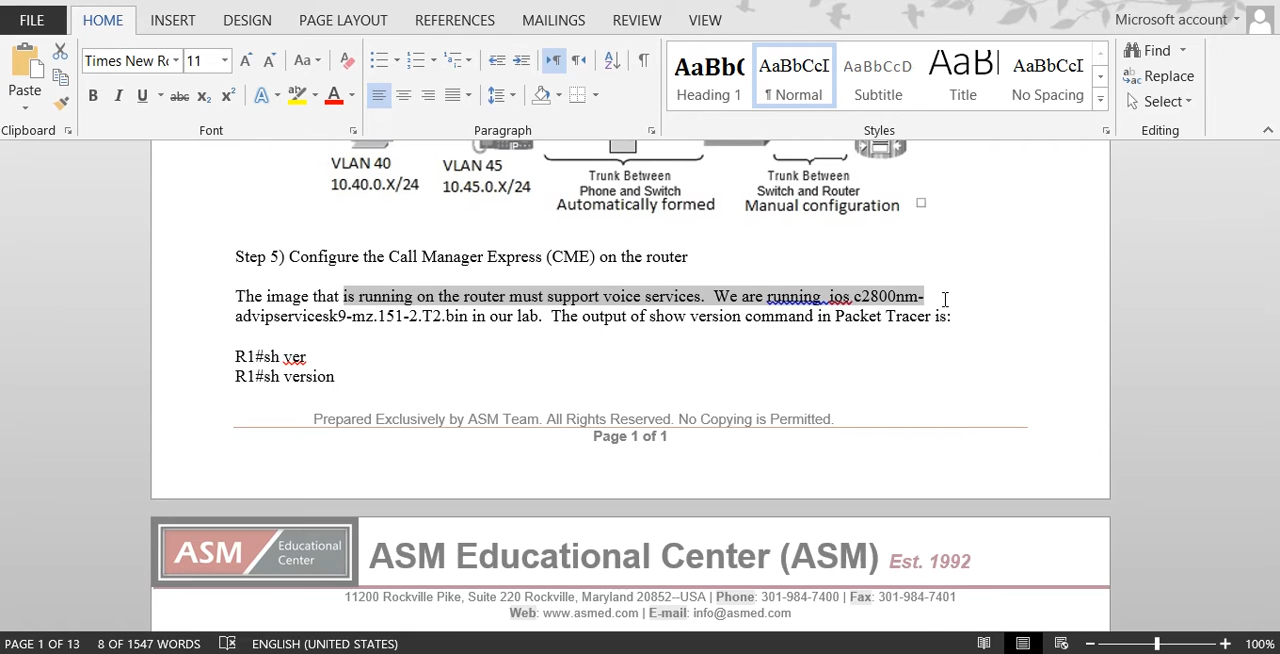 FILE HOME INSERT DESIGN PAGE LAYOUT REFERENCES MAILINGS REVIEW VIEW Microsoft account
Paste
Times New Ro 11 Aa
B I U abc X₂ X² A ab A
AaBbC AaBbCcI AaBbCcD AaBl AaBbCcI
Heading 1 ¶ Normal Subtitle Title No Spacing
Find
Replace
Select
Clipboard Font Paragraph Styles Editing
VLAN 40
10.40.0.X/24
VLAN 45
10.45.0.X/24
Trunk Between
Phone and Switch
Automatically formed
Trunk Between
Switch and Router
Manual configuration
Step 5) Configure the Call Manager Express (CME) on the router
The image that is running on the router must support voice services.  We are running  ios c2800nm-
advipservicesk9-mz.151-2.T2.bin in our lab.  The output of show version command in Packet Tracer is:
R1#sh ver
R1#sh version
Prepared Exclusively by ASM Team. All Rights Reserved. No Copying is Permitted.
Page 1 of 1
ASM Educational Center
ASM Educational Center (ASM) Est. 1992
11200 Rockville Pike, Suite 220 Rockville, Maryland 20852--USA | Phone: 301-984-7400 | Fax: 301-984-7401
Web: www.asmed.com | E-mail: info@asmed.com
PAGE 1 OF 13 8 OF 1547 WORDS ENGLISH (UNITED STATES) 100%